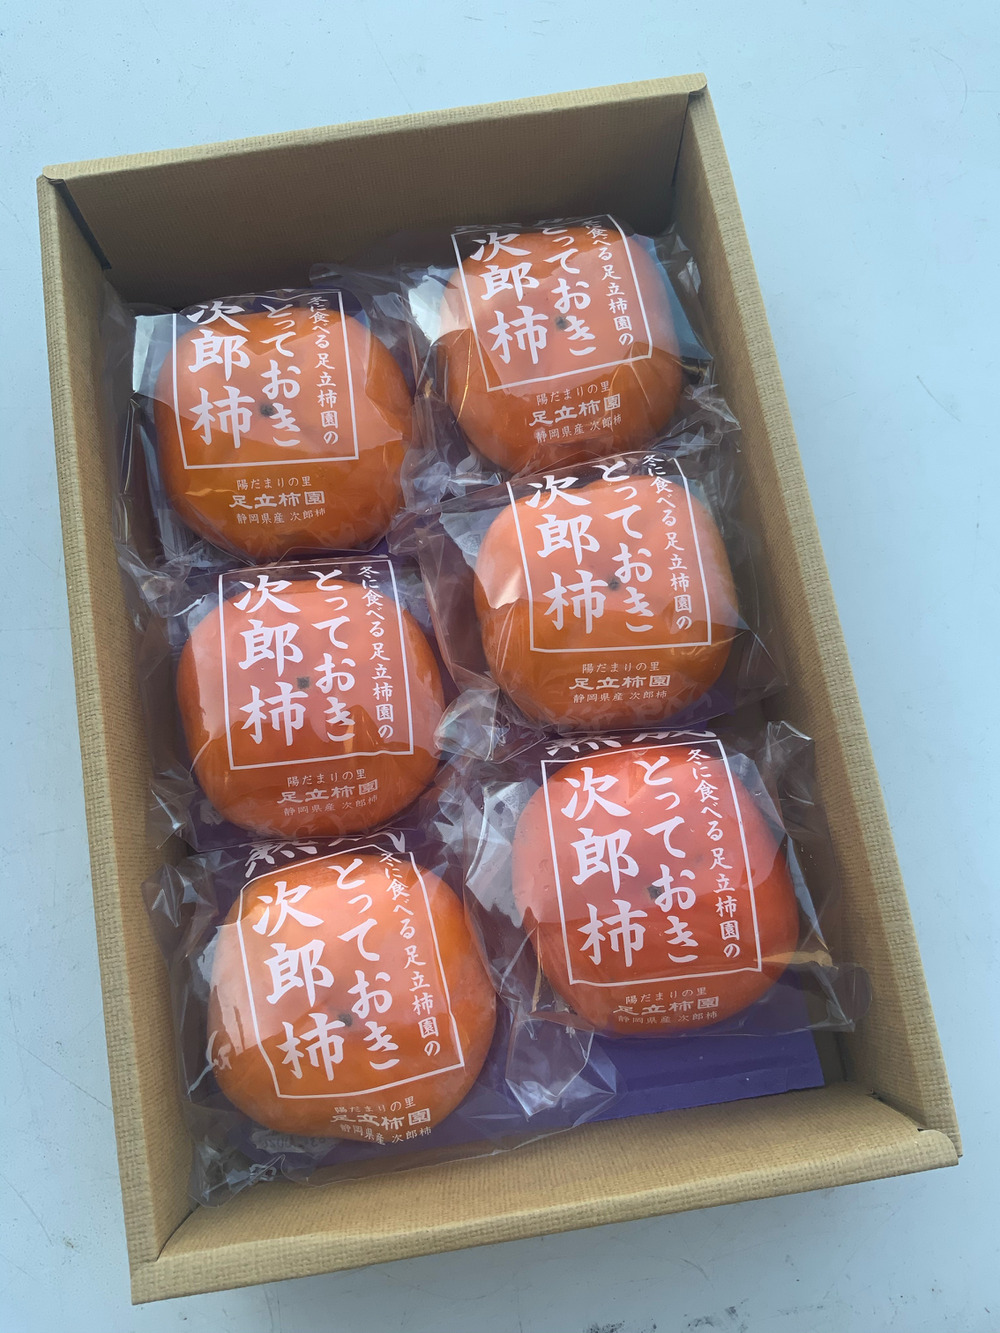 冬に食べる足立柿園の
とっておき
次郎柿
陽だまりの里
足立柿園
静岡県産 次郎柿
冬に食べる足立柿園の
とっておき
次郎柿
陽だまりの里
足立柿園
静岡県産 次郎柿
冬に食べる足立柿園の
とっておき
次郎柿
陽だまりの里
足立柿園
静岡県産 次郎柿
冬に食べる足立柿園の
とっておき
次郎柿
陽だまりの里
足立柿園
静岡県産 次郎柿
冬に食べる足立柿園の
とっておき
次郎柿
陽だまりの里
足立柿園
静岡県産 次郎柿
冬に食べる足立柿園の
とっておき
次郎柿
陽だまりの里
足立柿園
静岡県産 次郎柿